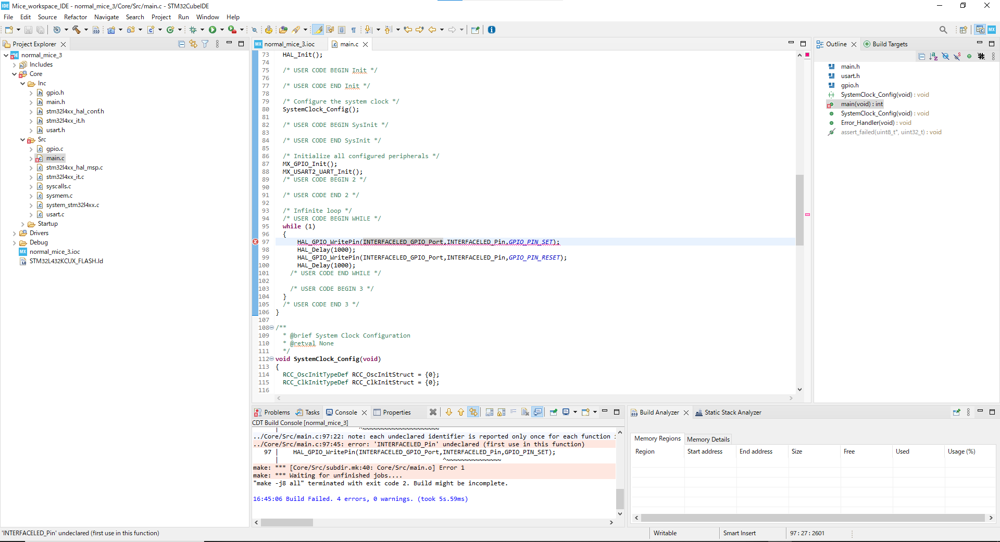 Mice_workspace_IDE - normal_mice_3/Core/Src/main.c - STM32CubeIDE
File Edit Source Refactor Navigate Search Project Run Window Help
Project Explorer
normal_mice_3
Includes
Core
Inc
gpio.h
main.h
stm32l4xx_hal_conf.h
stm32l4xx_it.h
usart.h
Src
gpio.c
main.c
stm32l4xx_hal_msp.c
stm32l4xx_it.c
syscalls.c
sysmem.c
system_stm32l4xx.c
usart.c
Startup
Drivers
Debug
normal_mice_3.ioc
STM32L432KCUX_FLASH.ld
normal_mice_3.ioc main.c
73 HAL_Init();
74
75 /* USER CODE BEGIN Init */
76
77 /* USER CODE END Init */
78
79 /* Configure the system clock */
80 SystemClock_Config();
81
82 /* USER CODE BEGIN SysInit */
83
84 /* USER CODE END SysInit */
85
86 /* Initialize all configured peripherals */
87 MX_GPIO_Init();
88 MX_USART2_UART_Init();
89 /* USER CODE BEGIN 2 */
90
91 /* USER CODE END 2 */
92
93 /* Infinite loop */
94 /* USER CODE BEGIN WHILE */
95 while (1)
96 {
97 HAL_GPIO_WritePin(INTERFACELED_GPIO_Port,INTERFACELED_Pin,GPIO_PIN_SET);
98 HAL_Delay(1000);
99 HAL_GPIO_WritePin(INTERFACELED_GPIO_Port,INTERFACELED_Pin,GPIO_PIN_RESET);
100 HAL_Delay(1000);
101 /* USER CODE END WHILE */
102
103 /* USER CODE BEGIN 3 */
104 }
105 /* USER CODE END 3 */
106 }
107
108 /**
109 * @brief System Clock Configuration
110 * @retval None
111 */
112 void SystemClock_Config(void)
113 {
114 RCC_OscInitTypeDef RCC_OscInitStruct = {0};
115 RCC_ClkInitTypeDef RCC_ClkInitStruct = {0};
116
Outline Build Targets
main.h
usart.h
gpio.h
SystemClock_Config(void) : void
main(void) : int
SystemClock_Config(void) : void
Error_Handler(void) : void
assert_failed(uint8_t*, uint32_t) : void
Problems Tasks Console Properties
CDT Build Console [normal_mice_3]
| ^~~~~~~~~~~~~~~~~~~~~~
../Core/Src/main.c:97:22: note: each undeclared identifier is reported only once for each function i
../Core/Src/main.c:97:45: error: 'INTERFACELED_Pin' undeclared (first use in this function)
97 | HAL_GPIO_WritePin(INTERFACELED_GPIO_Port,INTERFACELED_Pin,GPIO_PIN_SET);
| ^~~~~~~~~~~~~~~~
make: *** [Core/Src/subdir.mk:40: Core/Src/main.o] Error 1
make: *** Waiting for unfinished jobs....
"make -j8 all" terminated with exit code 2. Build might be incomplete.
16:45:06 Build Failed. 4 errors, 0 warnings. (took 5s.59ms)
Build Analyzer Static Stack Analyzer
Memory Regions Memory Details
Region Start address End address Size Free Used Usage (%)
'INTERFACELED_Pin' undeclared (first use in this function)
Writable Smart Insert 97 : 27 : 2601